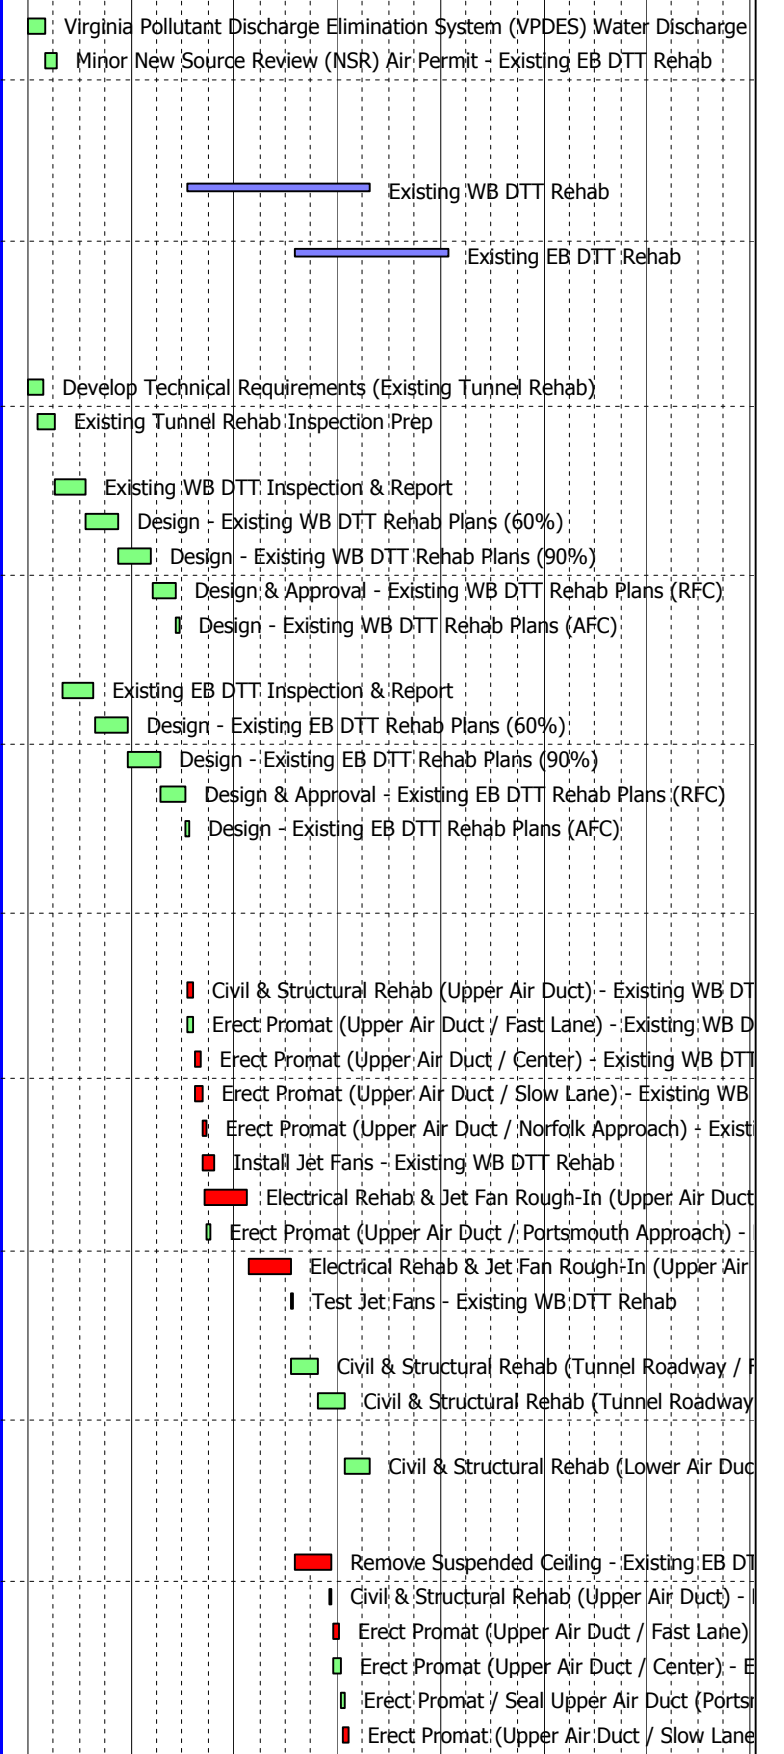 Virginia Pollutant Discharge Elimination System (VPDES) Water Discharge
Minor New Source Review (NSR) Air Permit - Existing EB DTT Rehab
Existing WB DTT Rehab
Existing EB DTT Rehab
Develop Technical Requirements (Existing Tunnel Rehab)
Existing Tunnel Rehab Inspection Prep
Existing WB DTT Inspection & Report
Design - Existing WB DTT Rehab Plans (60%)
Design - Existing WB DTT Rehab Plans (90%)
Design & Approval - Existing WB DTT Rehab Plans (RFC)
Design - Existing WB DTT Rehab Plans (AFC)
Existing EB DTT Inspection & Report
Design - Existing EB DTT Rehab Plans (60%)
Design - Existing EB DTT Rehab Plans (90%)
Design & Approval - Existing EB DTT Rehab Plans (RFC)
Design - Existing EB DTT Rehab Plans (AFC)
Civil & Structural Rehab (Upper Air Duct) - Existing WB DT
Erect Promat (Upper Air Duct / Fast Lane) - Existing WB D
Erect Promat (Upper Air Duct / Center) - Existing WB DTT
Erect Promat (Upper Air Duct / Slow Lane) - Existing WB
Erect Promat (Upper Air Duct / Norfolk Approach) - Existi
Install Jet Fans - Existing WB DTT Rehab
Electrical Rehab & Jet Fan Rough-In (Upper Air Duct
Erect Promat (Upper Air Duct / Portsmouth Approach) -
Electrical Rehab & Jet Fan Rough-In (Upper Air
Test Jet Fans - Existing WB DTT Rehab
Civil & Structural Rehab (Tunnel Roadway /
Civil & Structural Rehab (Tunnel Roadway
Civil & Structural Rehab (Lower Air Duc
Remove Suspended Ceiling - Existing EB DT
Civil & Structural Rehab (Upper Air Duct) -
Erect Promat (Upper Air Duct / Fast Lane)
Erect Promat (Upper Air Duct / Center) - E
Erect Promat / Seal Upper Air Duct (Ports
Erect Promat (Upper Air Duct / Slow Lane